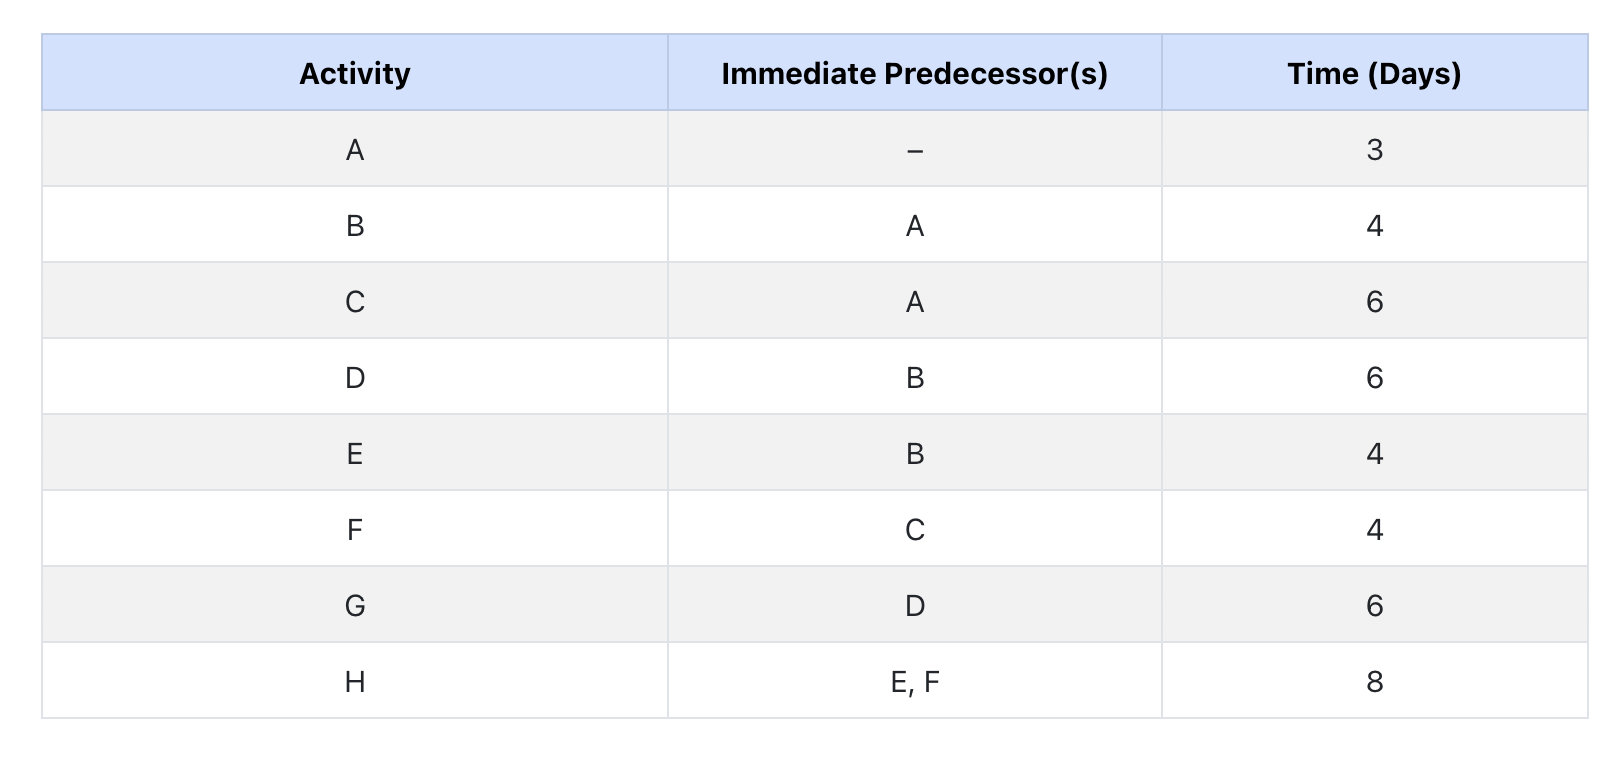 Activity Immediate Predecessor(s) Time (Days)
A – 3
B A 4
C A 6
D B 6
E B 4
F C 4
G D 6
H E, F 8